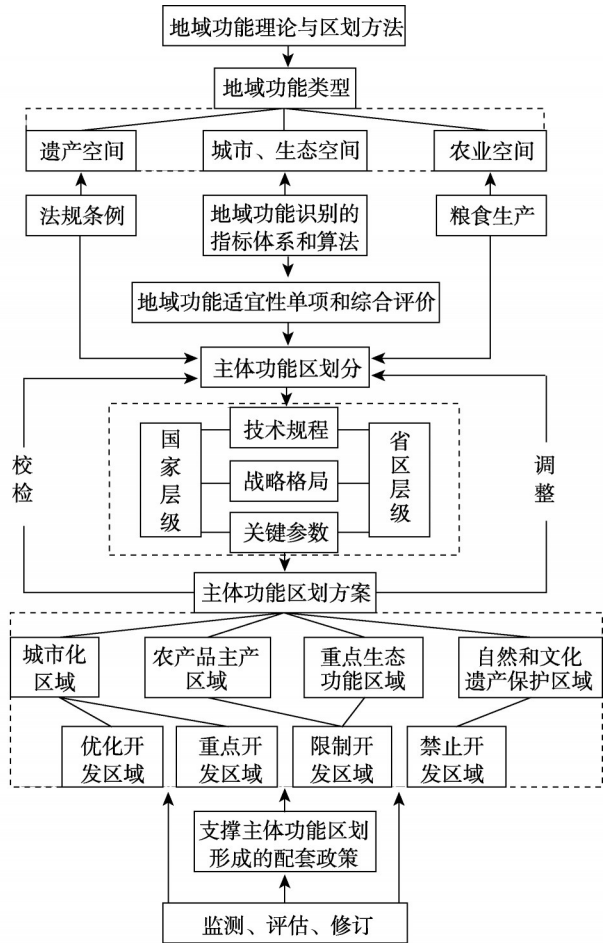 地域功能理论与区划方法
地域功能类型
遗产空间
城市、生态空间
农业空间
法规条例
地域功能识别的
指标体系和算法
粮食生产
地域功能适宜性单项和综合评价
主体功能区划分
国家层级
技术规程
战略格局
关键参数
省区层级
校检
调整
主体功能区划方案
城市化
区域
农产品主产
区域
重点生态
功能区域
自然和文化
遗产保护区域
优化开
发区域
重点开
发区域
限制开
发区域
禁止开
发区域
支撑主体功能区划
形成的配套政策
监测、评估、修订